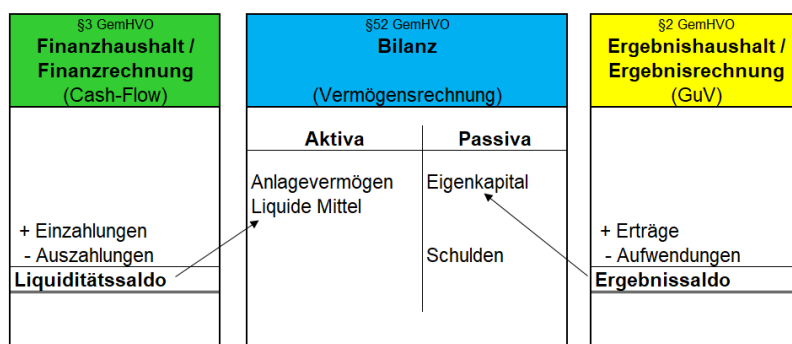 §3 GemHVO
Finanzhaushalt /
Finanzrechnung
(Cash-Flow)
+ Einzahlungen
- Auszahlungen
Liquiditätssaldo
§52 GemHVO
Bilanz
(Vermögensrechnung)
Aktiva
Passiva
Anlagevermögen
Liquide Mittel
Eigenkapital
Schulden
§2 GemHVO
Ergebnishaushalt /
Ergebnisrechnung
(GuV)
+ Erträge
- Aufwendungen
Ergebnissaldo